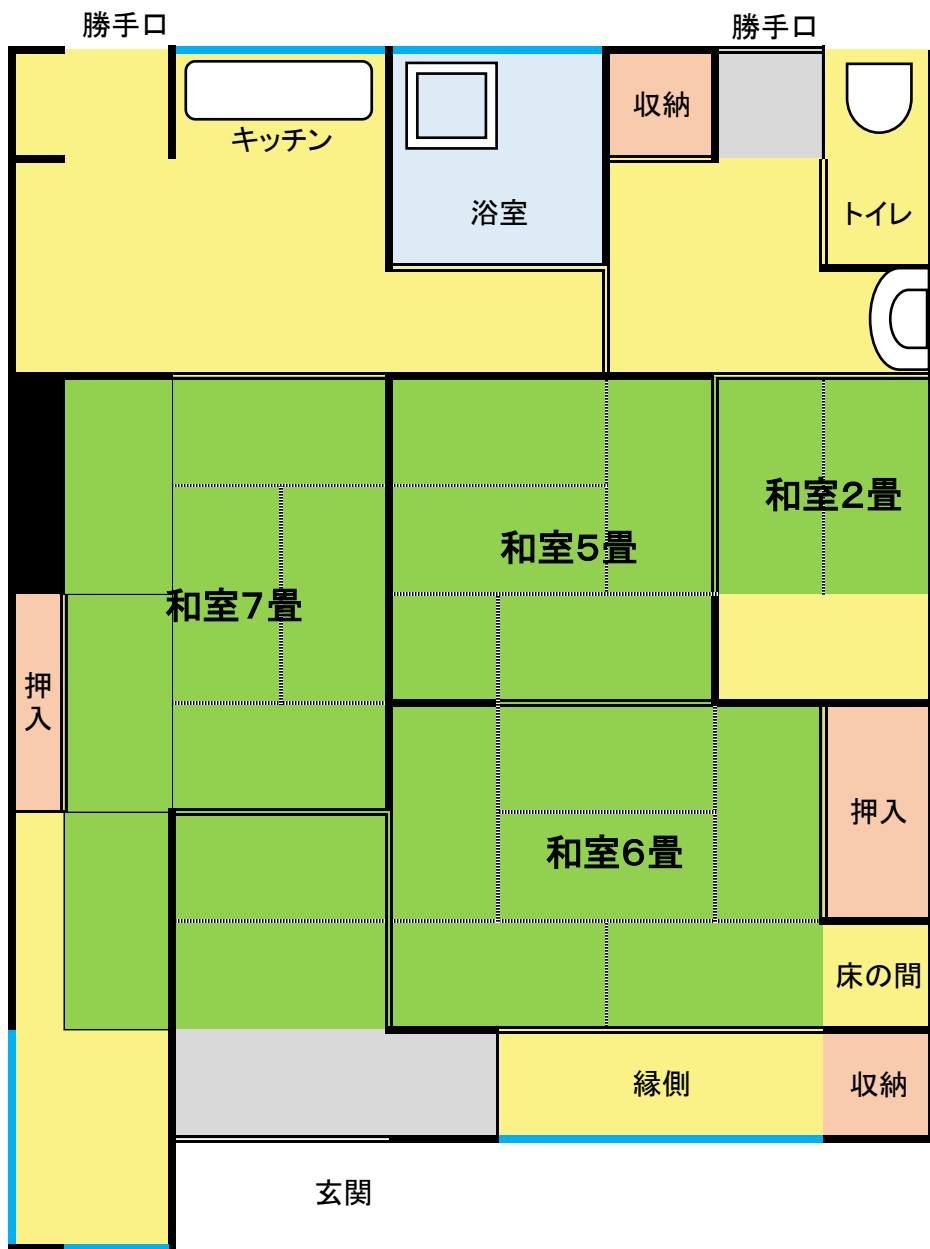 勝手口
勝手口
キッチン
収納
浴室
トイレ
和室2畳
和室5畳
和室7畳
押
入
押入
和室6畳
床の間
縁側
収納
玄関